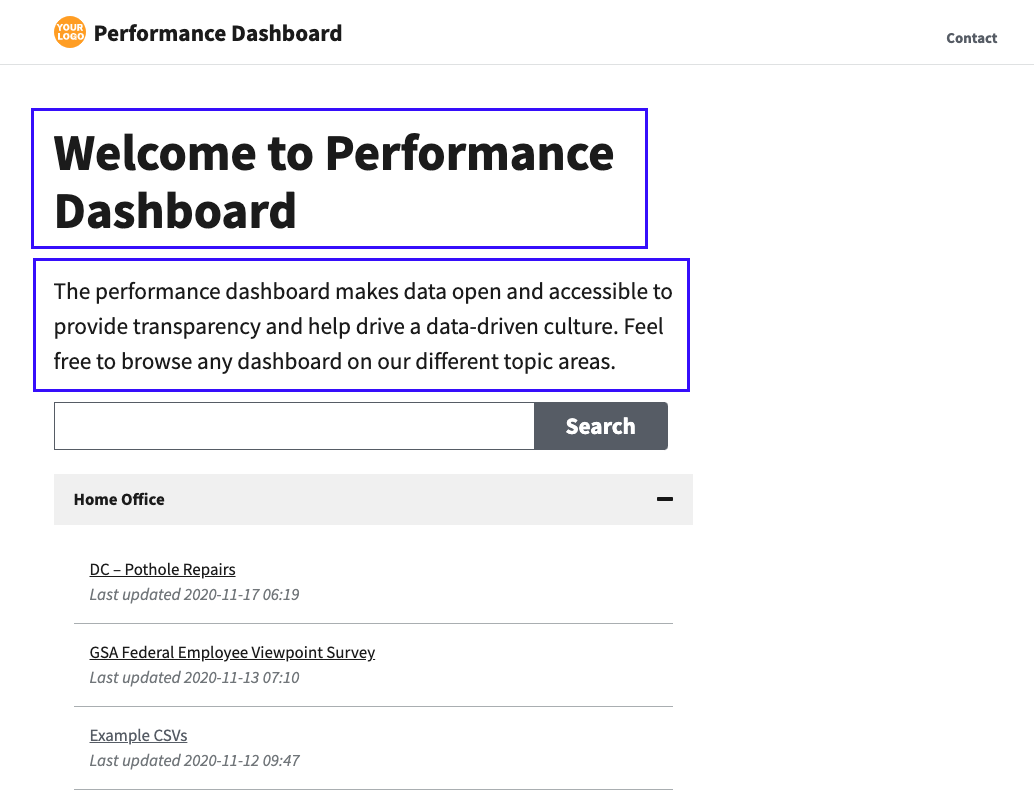 YOUR
LOGO
Performance Dashboard
Contact
Welcome to Performance
Dashboard
The performance dashboard makes data open and accessible to
provide transparency and help drive a data-driven culture. Feel
free to browse any dashboard on our different topic areas.
Search
Home Office
DC – Pothole Repairs
Last updated 2020-11-17 06:19
GSA Federal Employee Viewpoint Survey
Last updated 2020-11-13 07:10
Example CSVs
Last updated 2020-11-12 09:47